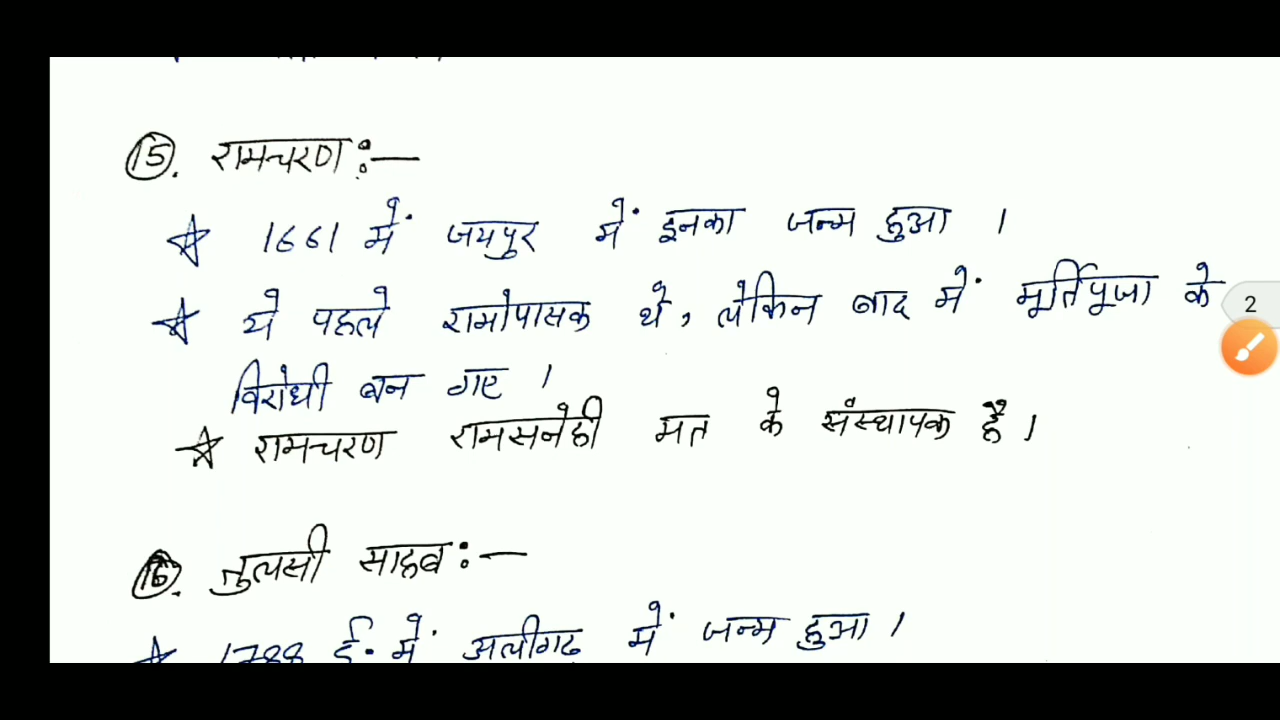 15. रामचरण :—
☆ 1661 में जयपुर में इनका जन्म हुआ ।
☆ ये पहले रामोपासक थे, लेकिन बाद में मूर्तिपूजा के
विरोधी बन गए ।
☆ रामचरण रामसनेही मत के संस्थापक है ।
16. तुलसी साहब :—
☆ 1788 ई. में अलीगढ में जन्म हुआ ।
2